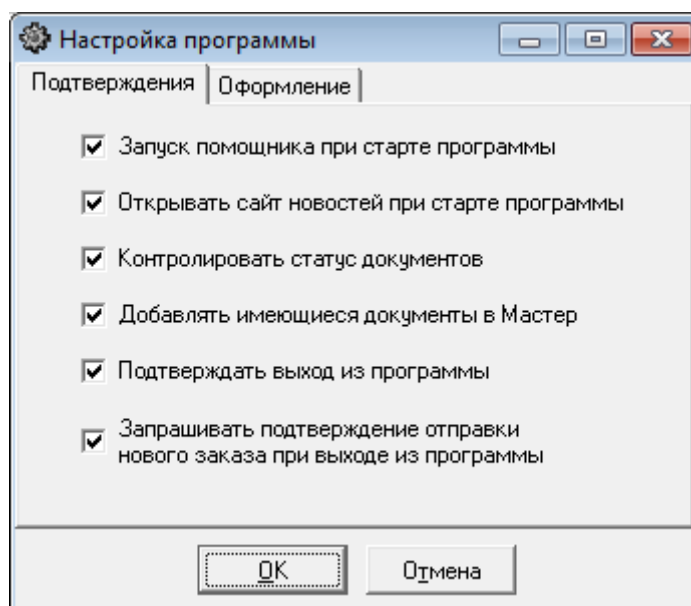 Настройка программы
Подтверждения
Оформление
Запуск помощника при старте программы
Открывать сайт новостей при старте программы
Контролировать статус документов
Добавлять имеющиеся документы в Мастер
Подтверждать выход из программы
Запрашивать подтверждение отправки
нового заказа при выходе из программы
OK
Отмена